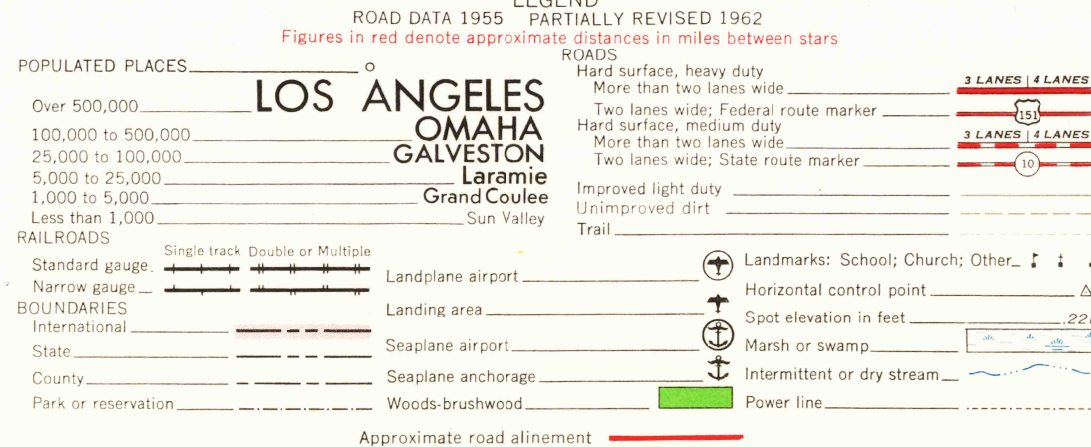 LEGEND
ROAD DATA 1955 PARTIALLY REVISED 1962
Figures in red denote approximate distances in miles between stars
POPULATED PLACES
Over 500,000 LOS ANGELES
100,000 to 500,000 OMAHA
25,000 to 100,000 GALVESTON
5,000 to 25,000 Laramie
1,000 to 5,000 Grand Coulee
Less than 1,000 Sun Valley
RAILROADS
Single track Double or Multiple
Standard gauge
Narrow gauge
BOUNDARIES
International
State
County
Park or reservation
Landplane airport
Landing area
Seaplane airport
Seaplane anchorage
Woods-brushwood
ROADS
Hard surface, heavy duty
More than two lanes wide 3 LANES | 4 LANES
Two lanes wide; Federal route marker 151
Hard surface, medium duty
More than two lanes wide 3 LANES | 4 LANES
Two lanes wide; State route marker 10
Improved light duty
Unimproved dirt
Trail
Landmarks: School; Church; Other
Horizontal control point
Spot elevation in feet
Marsh or swamp
Intermittent or dry stream
Power line
Approximate road alinement